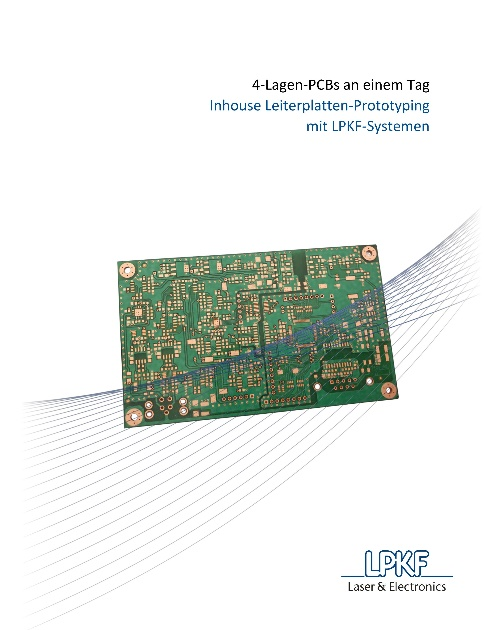 4-Lagen-PCBs an einem Tag
Inhouse Leiterplatten-Prototyping
mit LPKF-Systemen
LPKF
Laser & Electronics